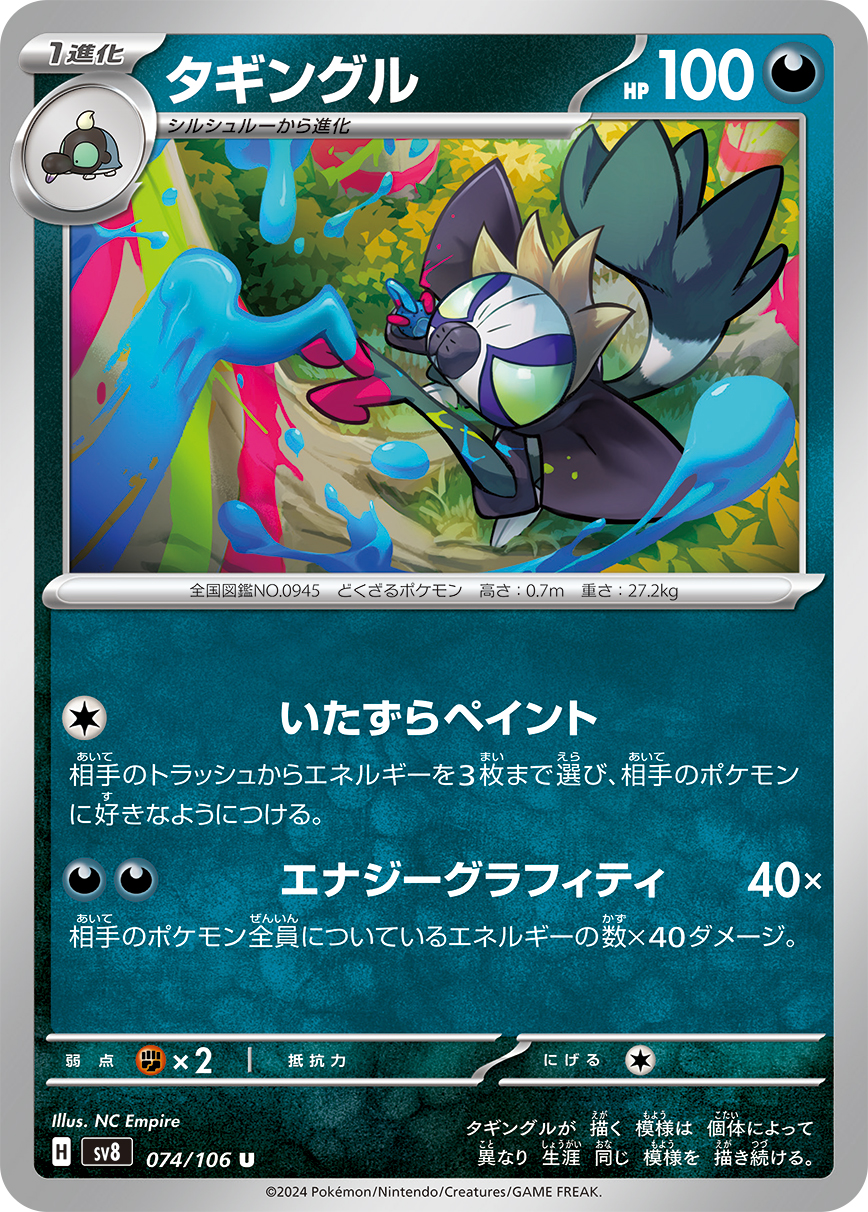 1進化
タギングル
HP 100
シルシュルーから進化
全国図鑑NO.0945 どくざるポケモン 高さ:0.7m 重さ:27.2kg
いたずらペイント
相手のトラッシュからエネルギーを3枚まで選び、相手のポケモン
に好きなようにつける。
エナジーグラフィティ 40×
相手のポケモン全員についているエネルギーの数×40ダメージ。
弱点 ×2 抵抗力 にげる
Illus. NC Empire
H sv8 074/106 U
タギングルが 描く 模様は 個体によって
異なり 生涯 同じ 模様を 描き続ける。
©2024 Pokémon/Nintendo/Creatures/GAME FREAK.